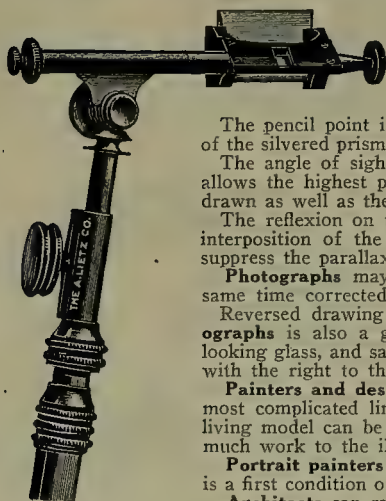 THE A. LIETZ CO.
The pencil point i
of the silvered prism
The angle of sigh
allows the highest p
drawn as well as the
The reflexion on
interposition of the
suppress the parallax
Photographs may
same time corrected
Reversed drawing
ographs is also a g
looking glass, and sa
with the right to th
Painters and des
most complicated lin
living model can be
much work to the il
Portrait painters
is a first condition o